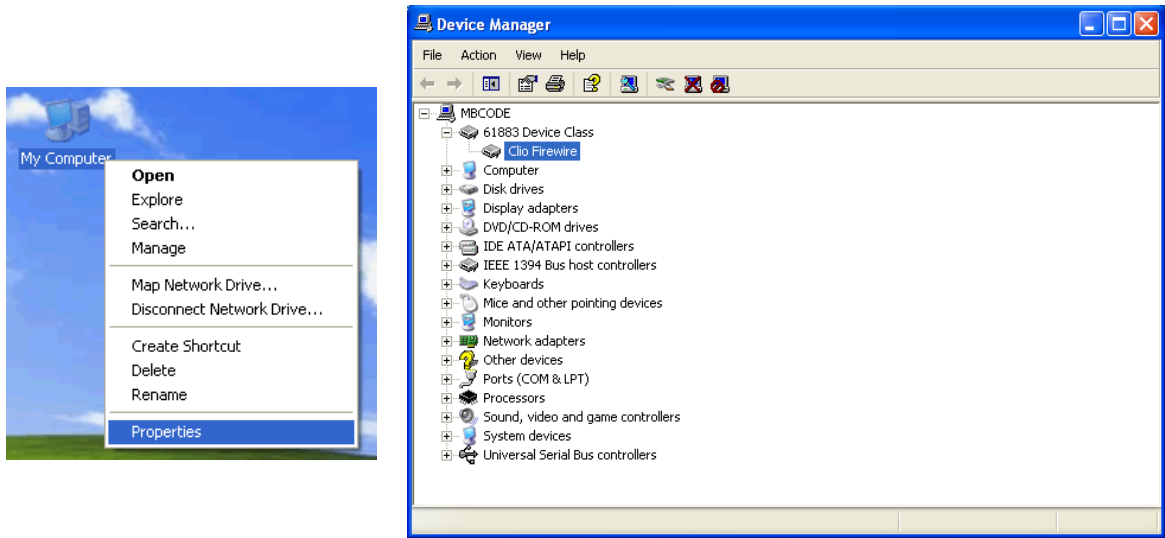 My Computer
Open
Explore
Search...
Manage
Map Network Drive...
Disconnect Network Drive...
Create Shortcut
Delete
Rename
Properties
Device Manager
File Action View Help
MBCODE
61883 Device Class
Clio Firewire
Computer
Disk drives
Display adapters
DVD/CD-ROM drives
IDE ATA/ATAPI controllers
IEEE 1394 Bus host controllers
Keyboards
Mice and other pointing devices
Monitors
Network adapters
Other devices
Ports (COM & LPT)
Processors
Sound, video and game controllers
System devices
Universal Serial Bus controllers